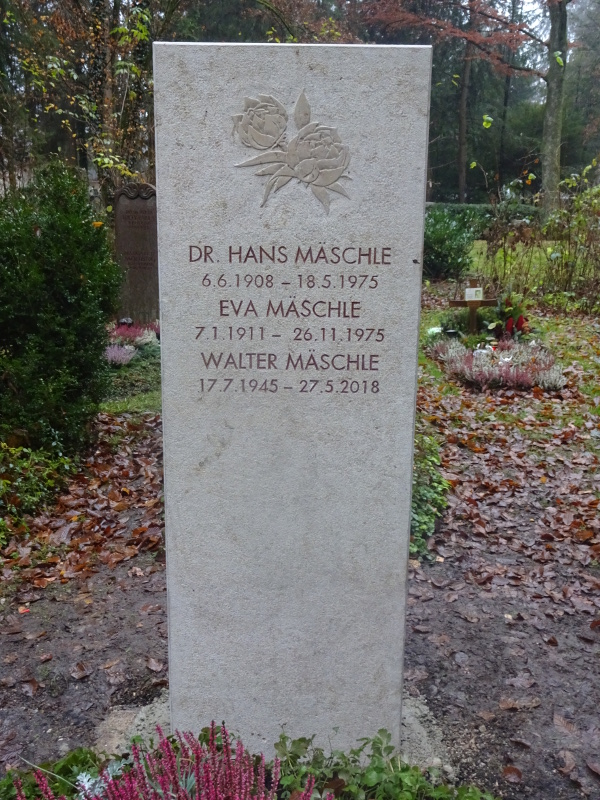 DR. HANS MÄSCHLE
6.6.1908 – 18.5.1975
EVA MÄSCHLE
7.1.1911 – 26.11.1975
WALTER MÄSCHLE
17.7.1945 – 27.5.2018